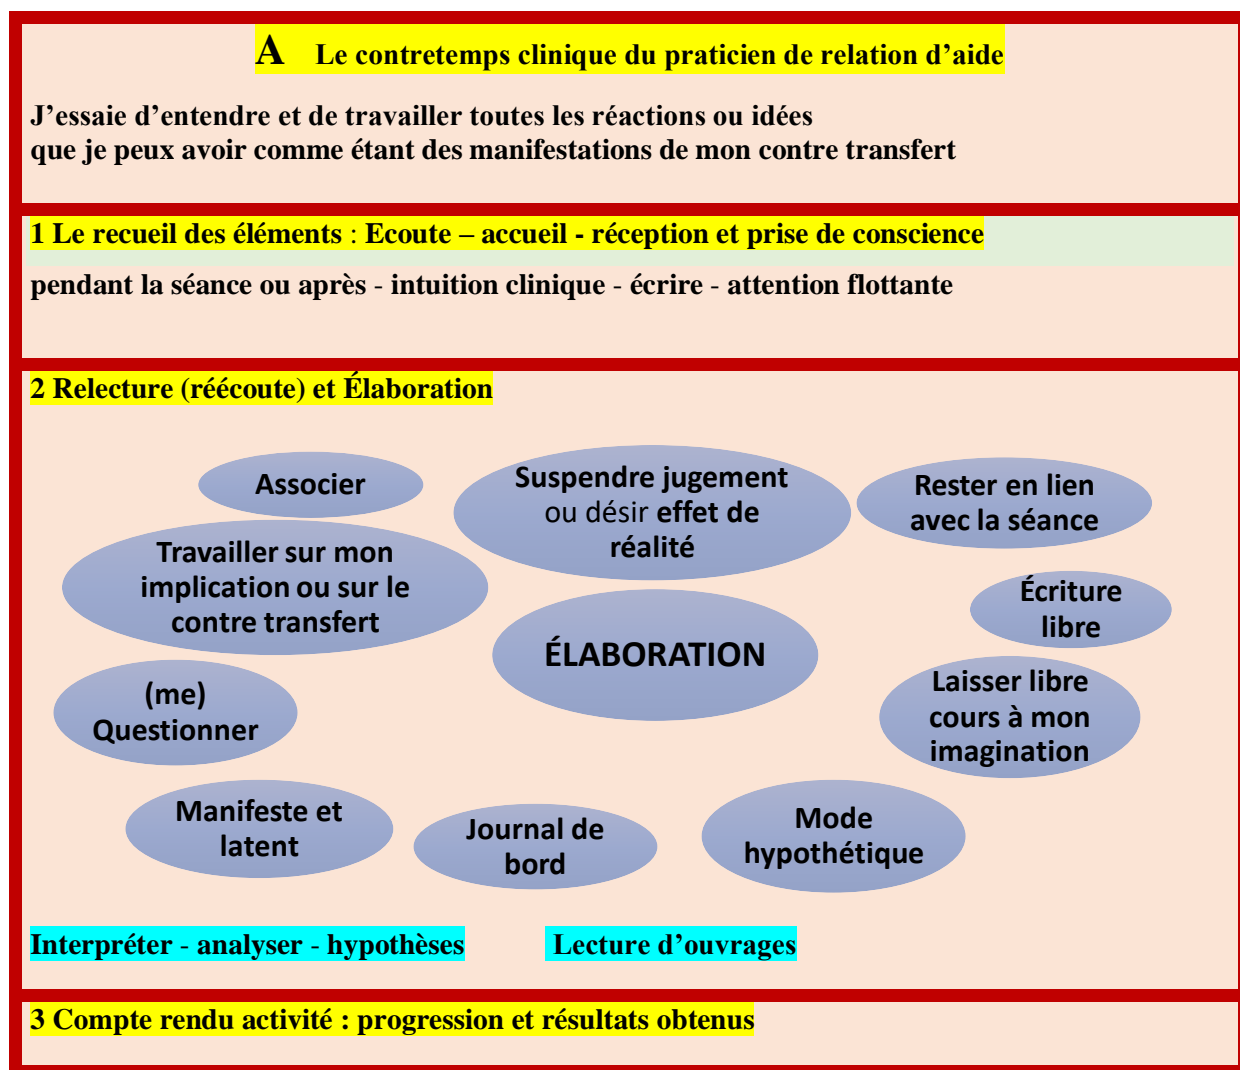 A Le contretemps clinique du praticien de relation d’aide
J’essaie d’entendre et de travailler toutes les réactions ou idées
que je peux avoir comme étant des manifestations de mon contre transfert
1 Le recueil des éléments : Ecoute – accueil - réception et prise de conscience
pendant la séance ou après - intuition clinique - écrire - attention flottante
2 Relecture (réécoute) et Élaboration
Associer
Suspendre jugement
ou désir effet de
réalité
Rester en lien
avec la séance
Travailler sur mon
implication ou sur le
contre transfert
Écriture
libre
ÉLABORATION
(me)
Questionner
Laisser libre
cours à mon
imagination
Manifeste et
latent
Journal de
bord
Mode
hypothétique
Interpréter - analyser - hypothèses Lecture d’ouvrages
3 Compte rendu activité : progression et résultats obtenus